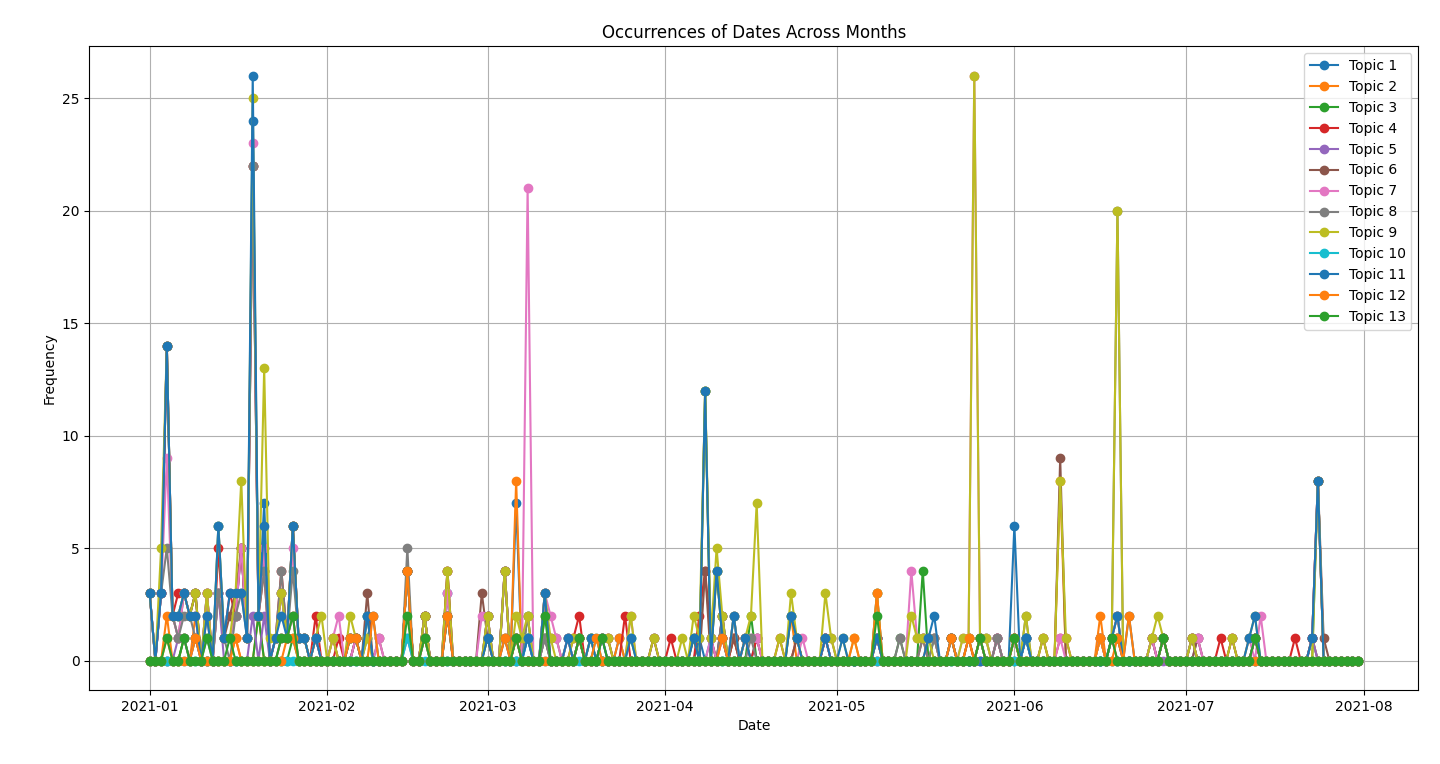 Occurrences of Dates Across Months
Frequency
25
20
15
10
5
0
2021-01
2021-02
2021-03
2021-04
2021-05
2021-06
2021-07
2021-08
Date
Topic 1
Topic 2
Topic 3
Topic 4
Topic 5
Topic 6
Topic 7
Topic 8
Topic 9
Topic 10
Topic 11
Topic 12
Topic 13